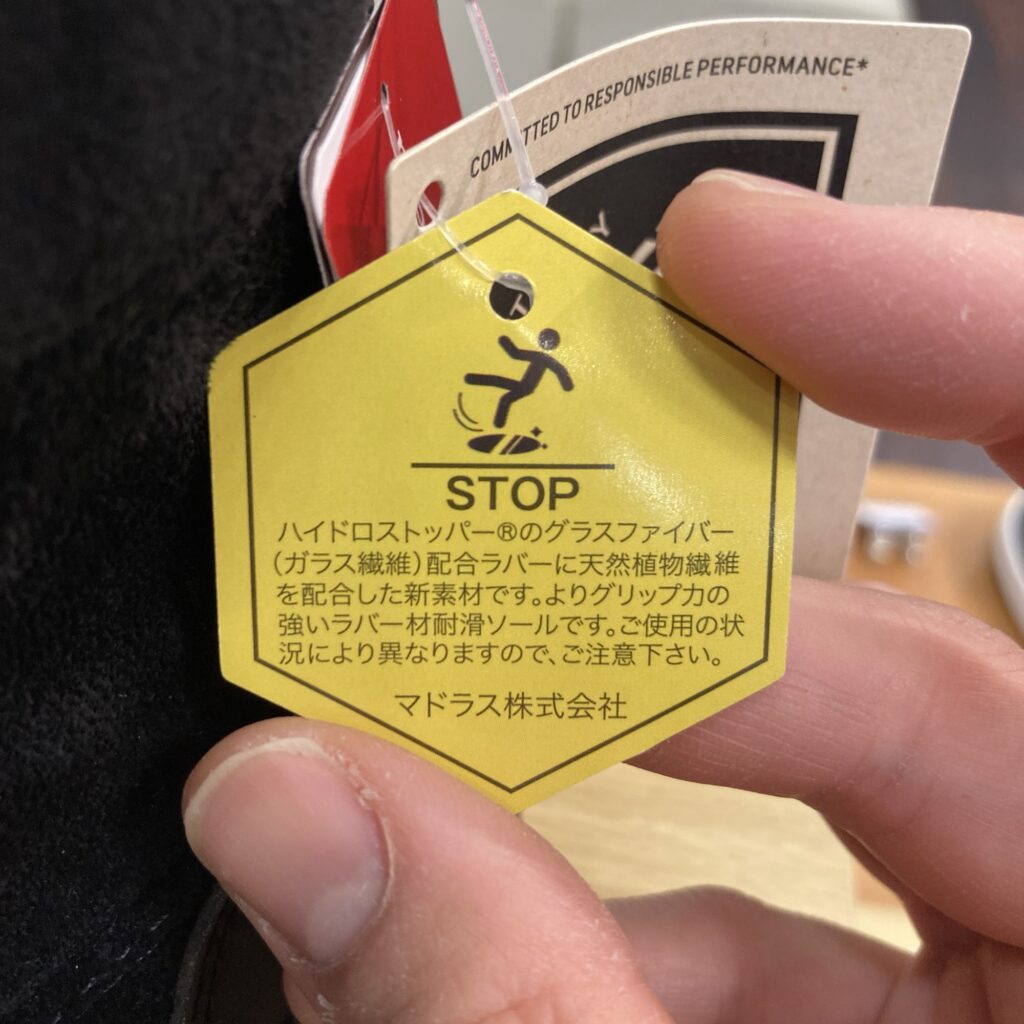 COMMITTED TO RESPONSIBLE PERFORMANCE*
STOP
ハイドロストッパー®のグラスファイバー
(ガラス繊維)配合ラバーに天然植物繊維
を配合した新素材です。よりグリップ力の
強いラバー材耐滑ソールです。ご使用の状
況により異なりますので、ご注意下さい。
マドラス株式会社